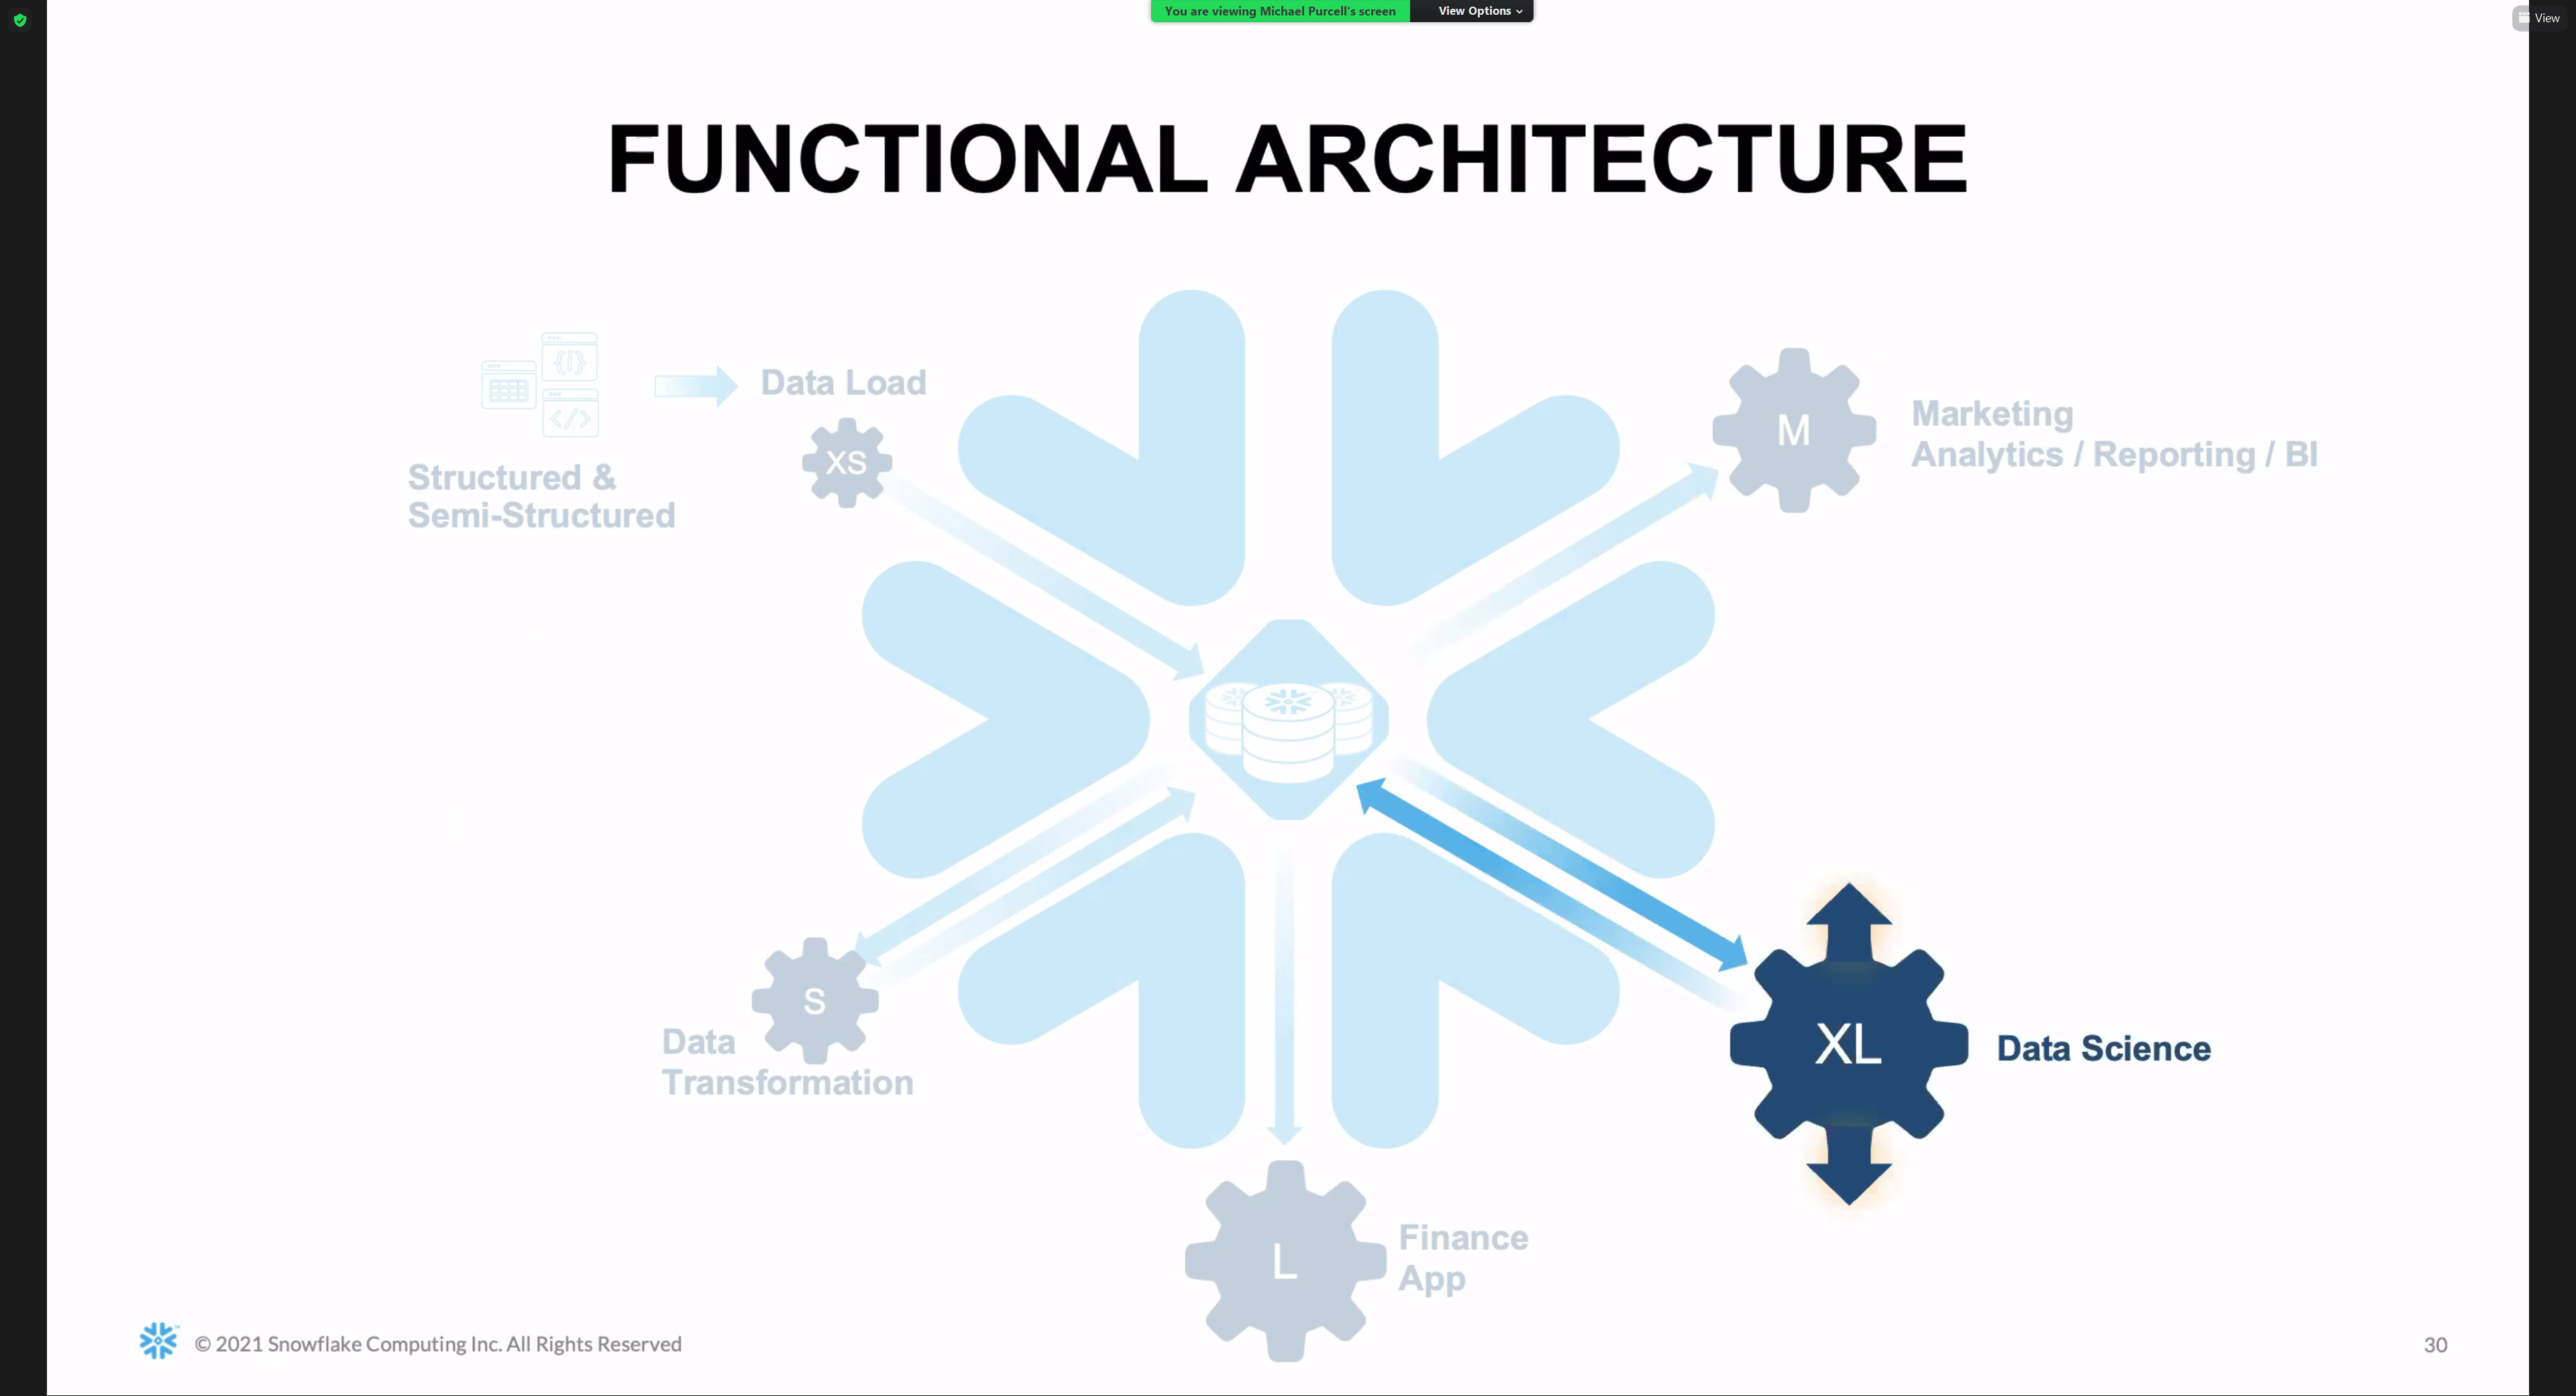 You are viewing Michael Purcell's screen
View Options
View
FUNCTIONAL ARCHITECTURE
{i}
</>
Structured &
Semi-Structured
Data Load
XS
M
Marketing
Analytics / Reporting / BI
S
Data
Transformation
XL
Data Science
L
Finance
App
© 2021 Snowflake Computing Inc. All Rights Reserved
30